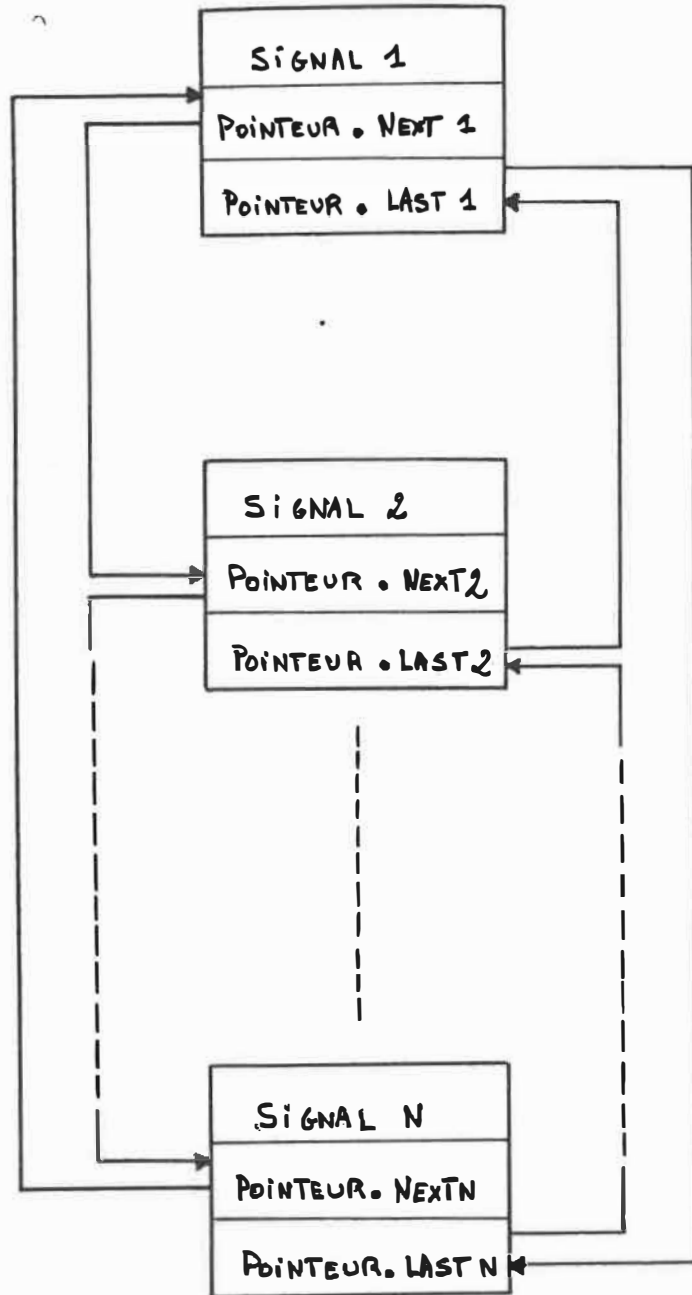 SiGNAL 1
POiNTEUR . NEXT 1
POiNTEUR . LAST 1
SiGNAL 2
POiNTEUR . NEXT2
POiNTEUR . LAST2
SiGNAL N
POiNTEUR. NEXTN
POiNTEUR. LAST N